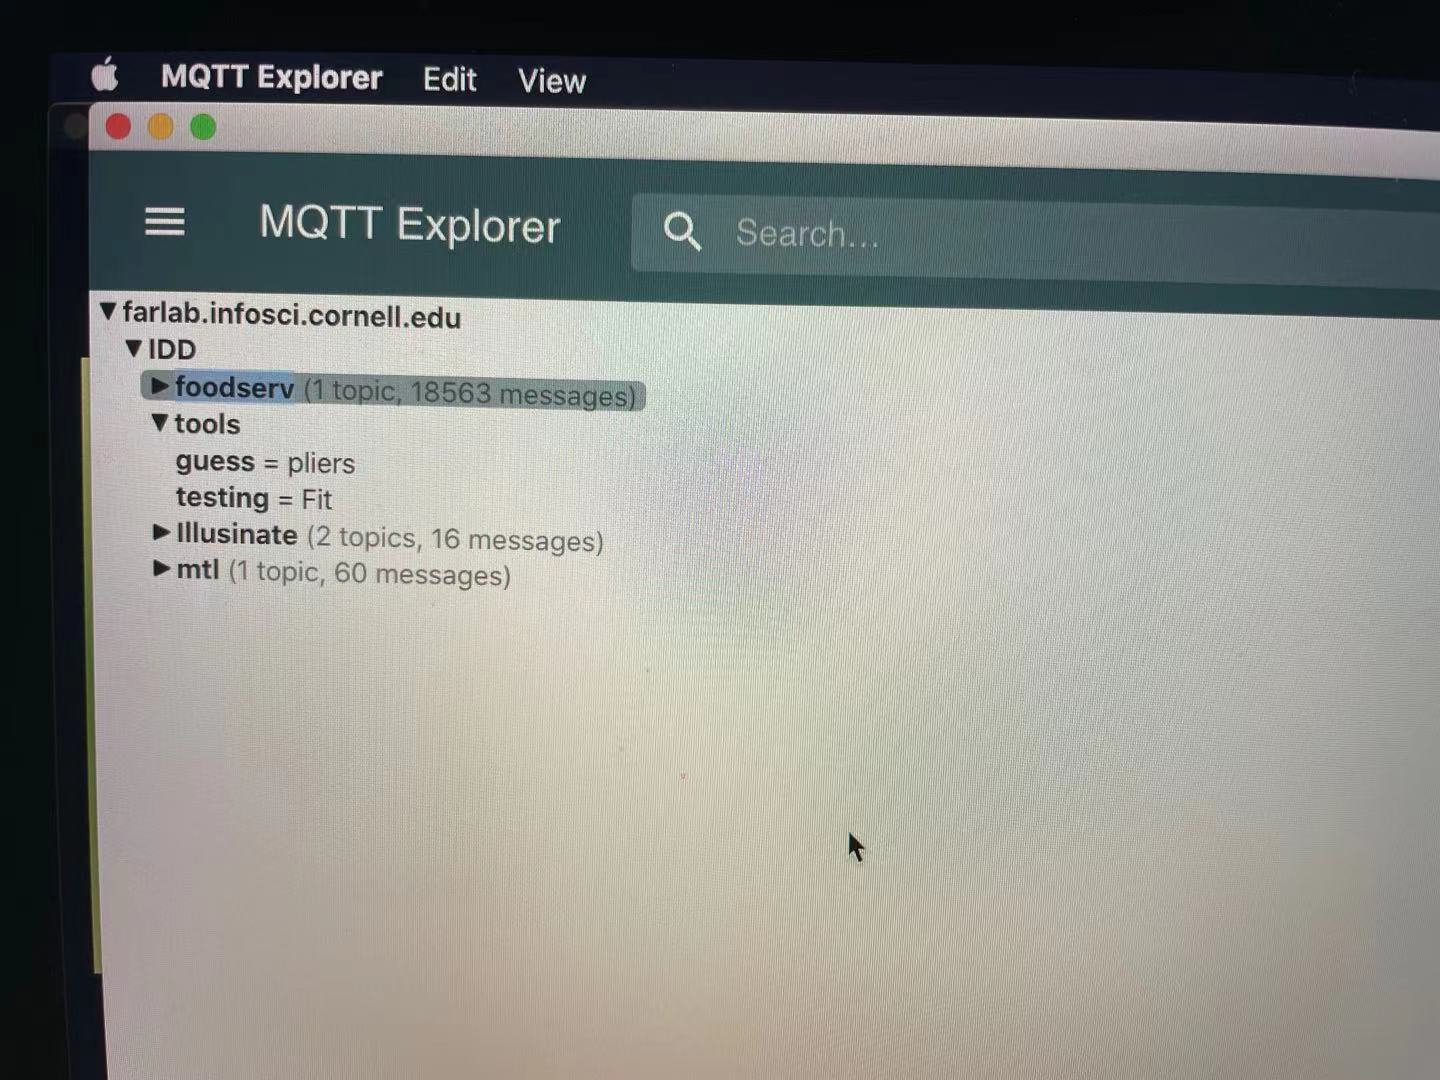 MQTT Explorer Edit View
MQTT Explorer Search...
▼ farlab.infosci.cornell.edu
▼ IDD
▶ foodserv (1 topic, 18563 messages)
▼ tools
guess = pliers
testing = Fit
▶ Illusinate (2 topics, 16 messages)
▶ mtl (1 topic, 60 messages)